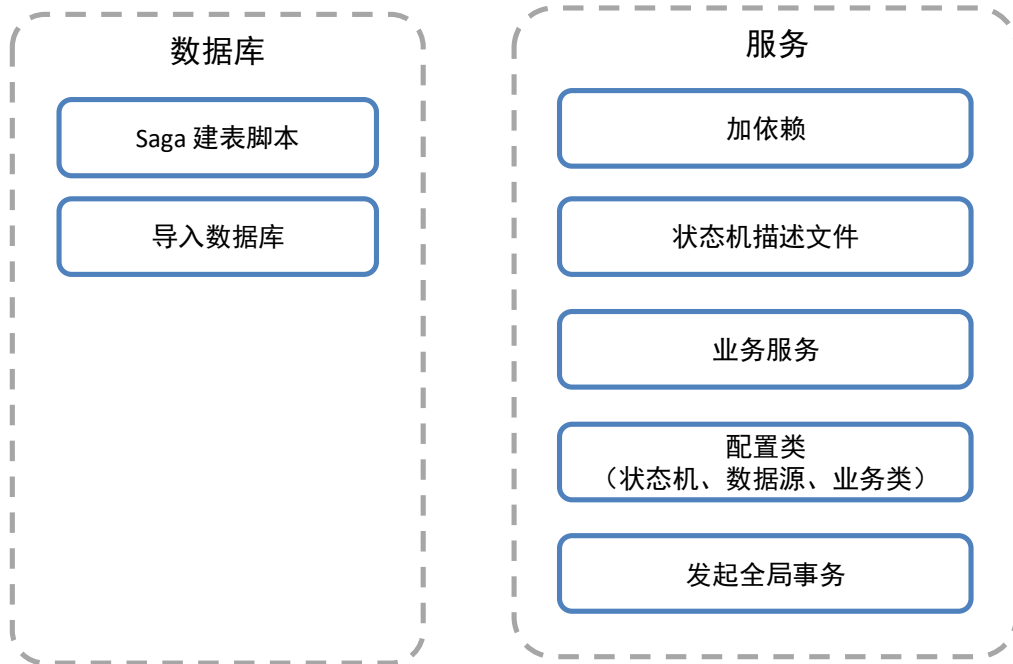 数据库
Saga 建表脚本
导入数据库
服务
加依赖
状态机描述文件
业务服务
配置类
（状态机、数据源、业务类）
发起全局事务